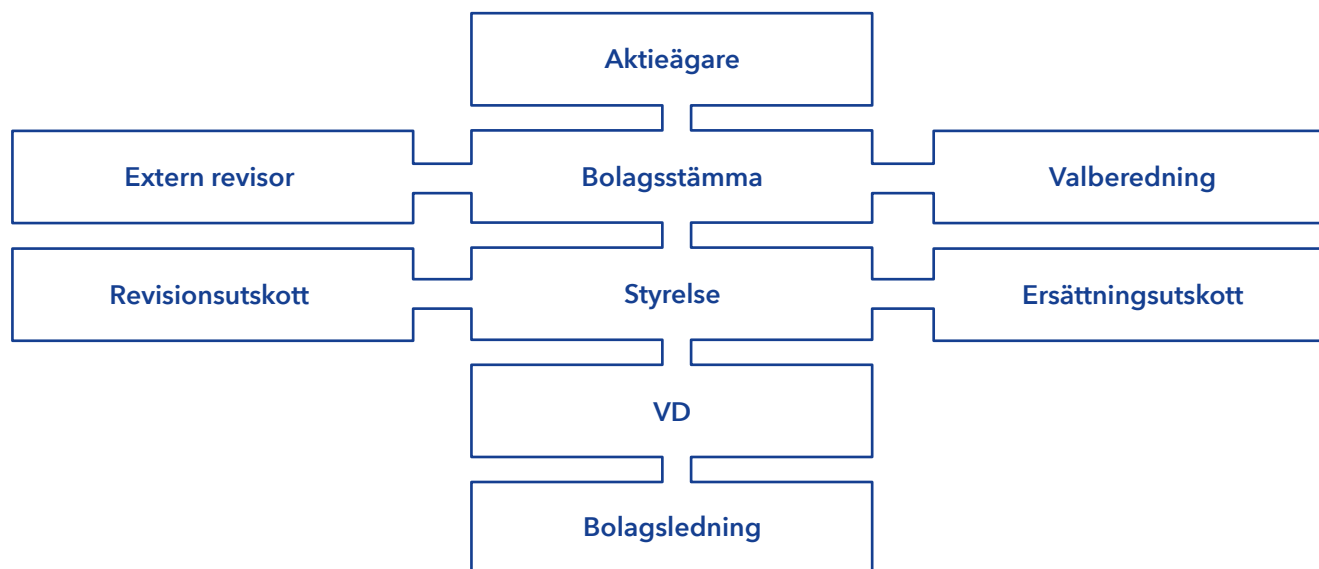 Aktieägare
Extern revisor
Bolagsstämma
Valberedning
Revisionsutskott
Styrelse
Ersättningsutskott
VD
Bolagsledning